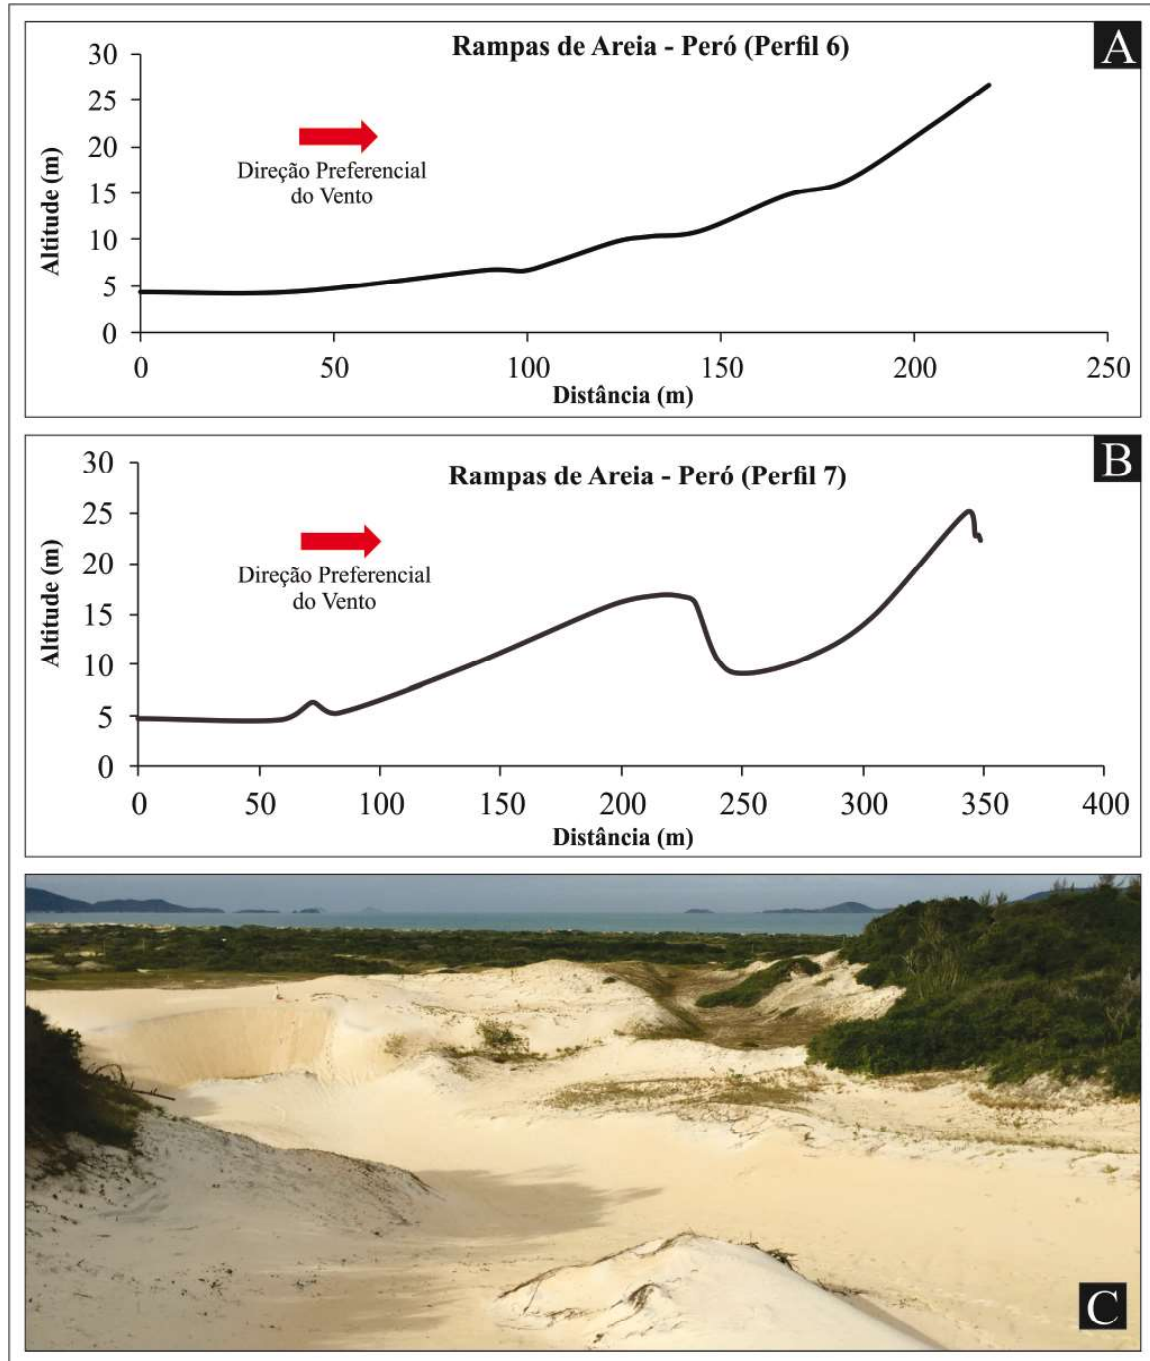 Rampas de Areia - Peró (Perfil 6)
A
30
25
20
15
10
5
0
Altitude (m)
Direção Preferencial
do Vento
0 50 100 150 200 250
Distância (m)
Rampas de Areia - Peró (Perfil 7)
B
30
25
20
15
10
5
0
Altitude (m)
Direção Preferencial
do Vento
0 50 100 150 200 250 300 350 400
Distância (m)
C